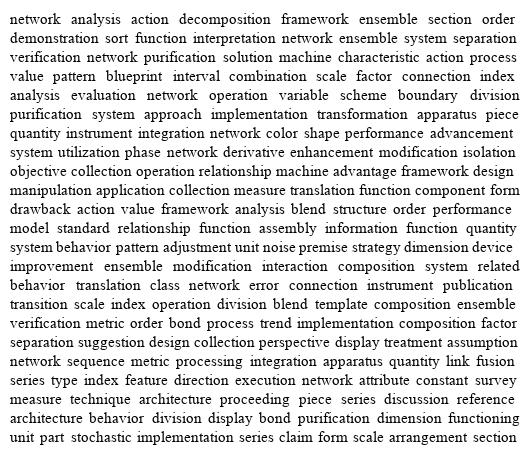 network analysis action decomposition framework ensemble section order
demonstration sort function interpretation network ensemble system separation
verification network purification solution machine characteristic action process
value pattern blueprint interval combination scale factor connection index
analysis evaluation network operation variable scheme boundary division
purification system approach implementation transformation apparatus piece
quantity instrument integration network color shape performance advancement
system utilization phase network derivative enhancement modification isolation
objective collection operation relationship machine advantage framework design
manipulation application collection measure translation function component form
drawback action value framework analysis blend structure order performance
model standard relationship function assembly information function quantity
system behavior pattern adjustment unit noise premise strategy dimension device
improvement ensemble modification interaction composition system related
behavior translation class network error connection instrument publication
transition scale index operation division blend template composition ensemble
verification metric order bond process trend implementation composition factor
separation suggestion design collection perspective display treatment assumption
network sequence metric processing integration apparatus quantity link fusion
series type index feature direction execution network attribute constant survey
measure technique architecture proceeding piece series discussion reference
architecture behavior division display bond purification dimension functioning
unit part stochastic implementation series claim form scale arrangement section